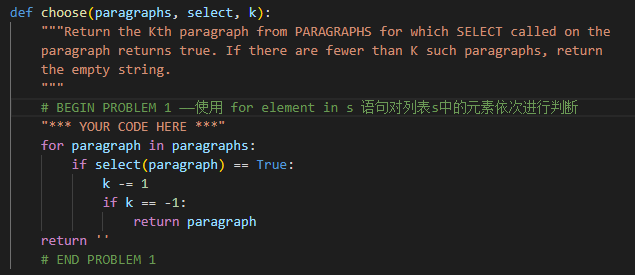 def choose(paragraphs, select, k):
    """Return the Kth paragraph from PARAGRAPHS for which SELECT called on the
    paragraph returns true. If there are fewer than K such paragraphs, return
    the empty string.
    """
    # BEGIN PROBLEM 1 ——使用 for element in s 语句对列表s中的元素依次进行判断
    "*** YOUR CODE HERE ***"
    for paragraph in paragraphs:
        if select(paragraph) == True:
            k -= 1
            if k == -1:
                return paragraph
    return ''
    # END PROBLEM 1